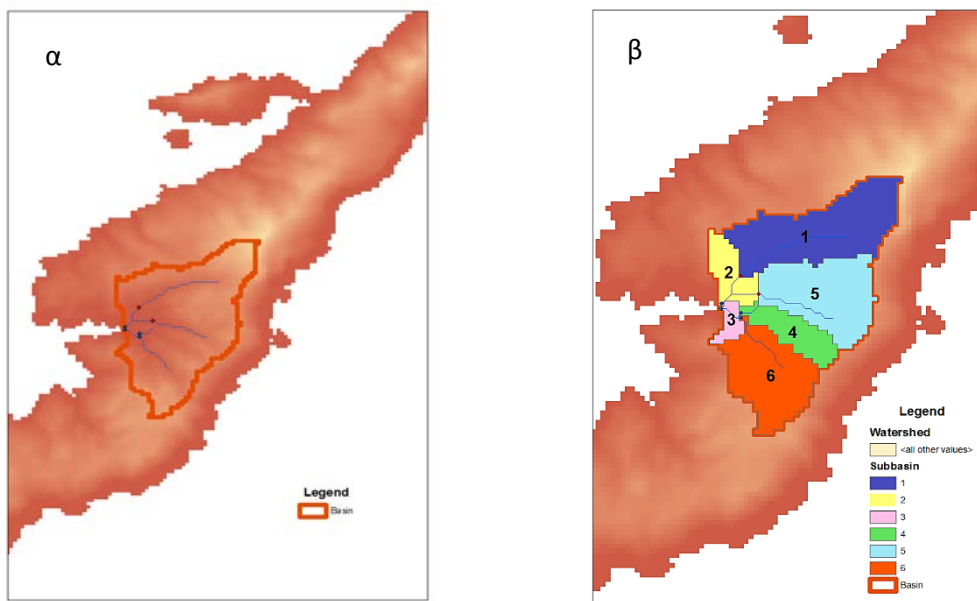 α
Legend
Basin
β
1
2
5
3
4
6
Legend
Watershed
<all other values>
Subbasin
1
2
3
4
5
6
Basin